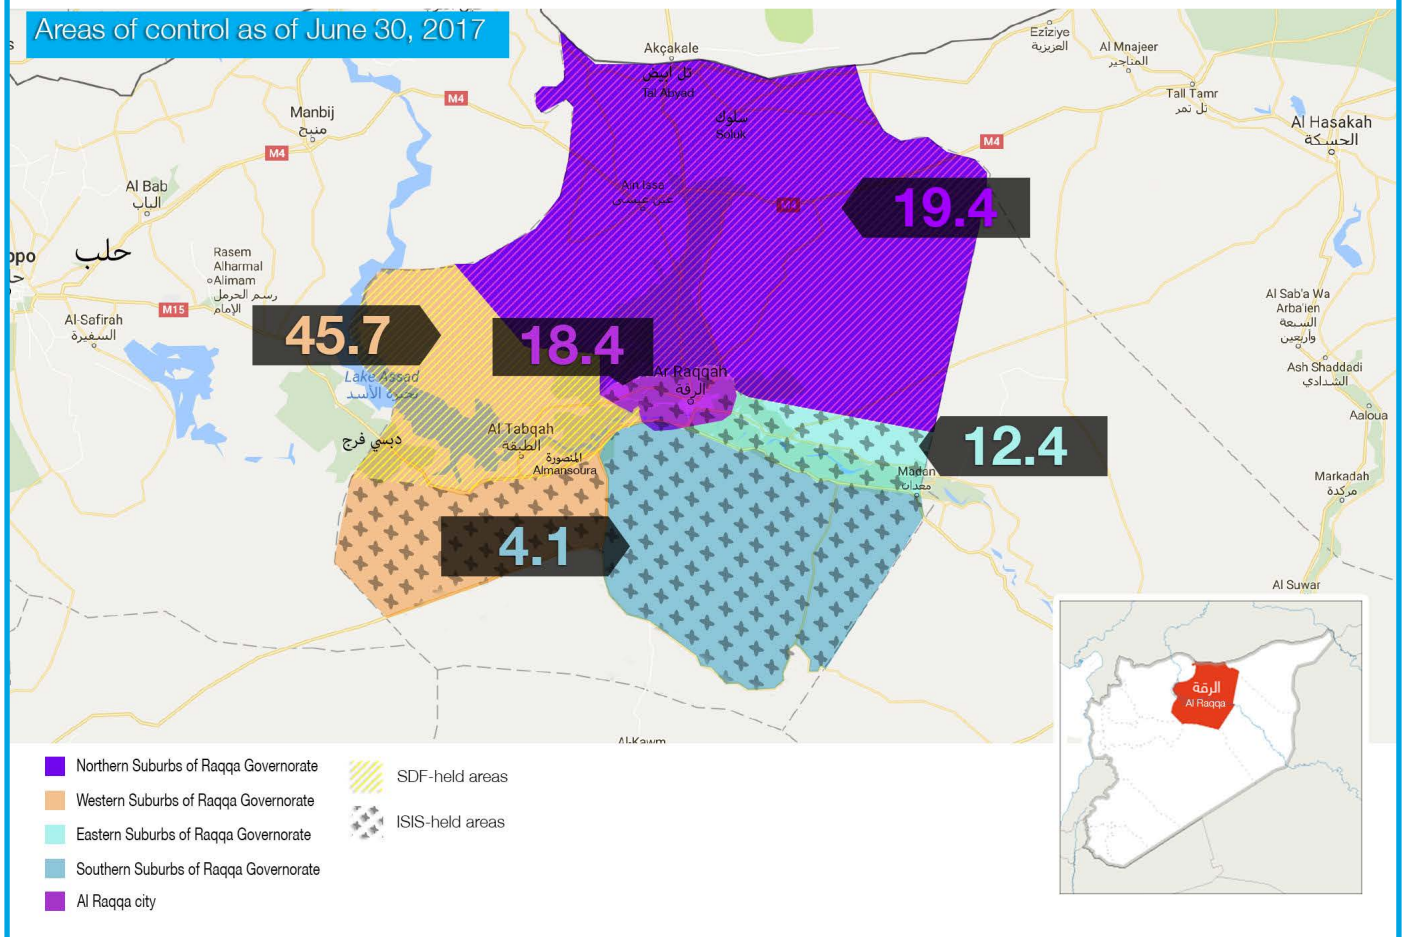 Areas of control as of June 30, 2017
Akçakale
تل أبيض
Tal Abyad
سلوك
Soluk
Eziziye
العزيزية
Al Mnajeer
المناجير
Tall Tamr
تل تمر
Al Hasakah
الحسكة
M4
Manbij
منبج
M4
M4
Al Bab
الباب
Ain Issa
عين عيسى
M4
19.4
حلب
ppo
Rasem
Alharmal
Alimam
رسم الحرمل
الإمام
M15
Al-Safirah
السفيرة
45.7
18.4
Al Sab'a Wa
Arba'ien
السبعة
وأربعين
Ash Shaddadi
الشدادي
Lake Assad
بحيرة الأسد
Ar Raqqah
الرقة
Aaloua
دبسي فرج
Al Tabqah
الطبقة
المنصورة
Almansoura
12.4
Madan
معدان
Markadah
مركدة
4.1
Al Suwar
Al-Kawm
الرقة
Al Raqqa
Northern Suburbs of Raqqa Governorate
Western Suburbs of Raqqa Governorate
Eastern Suburbs of Raqqa Governorate
Southern Suburbs of Raqqa Governorate
Al Raqqa city
SDF-held areas
ISIS-held areas